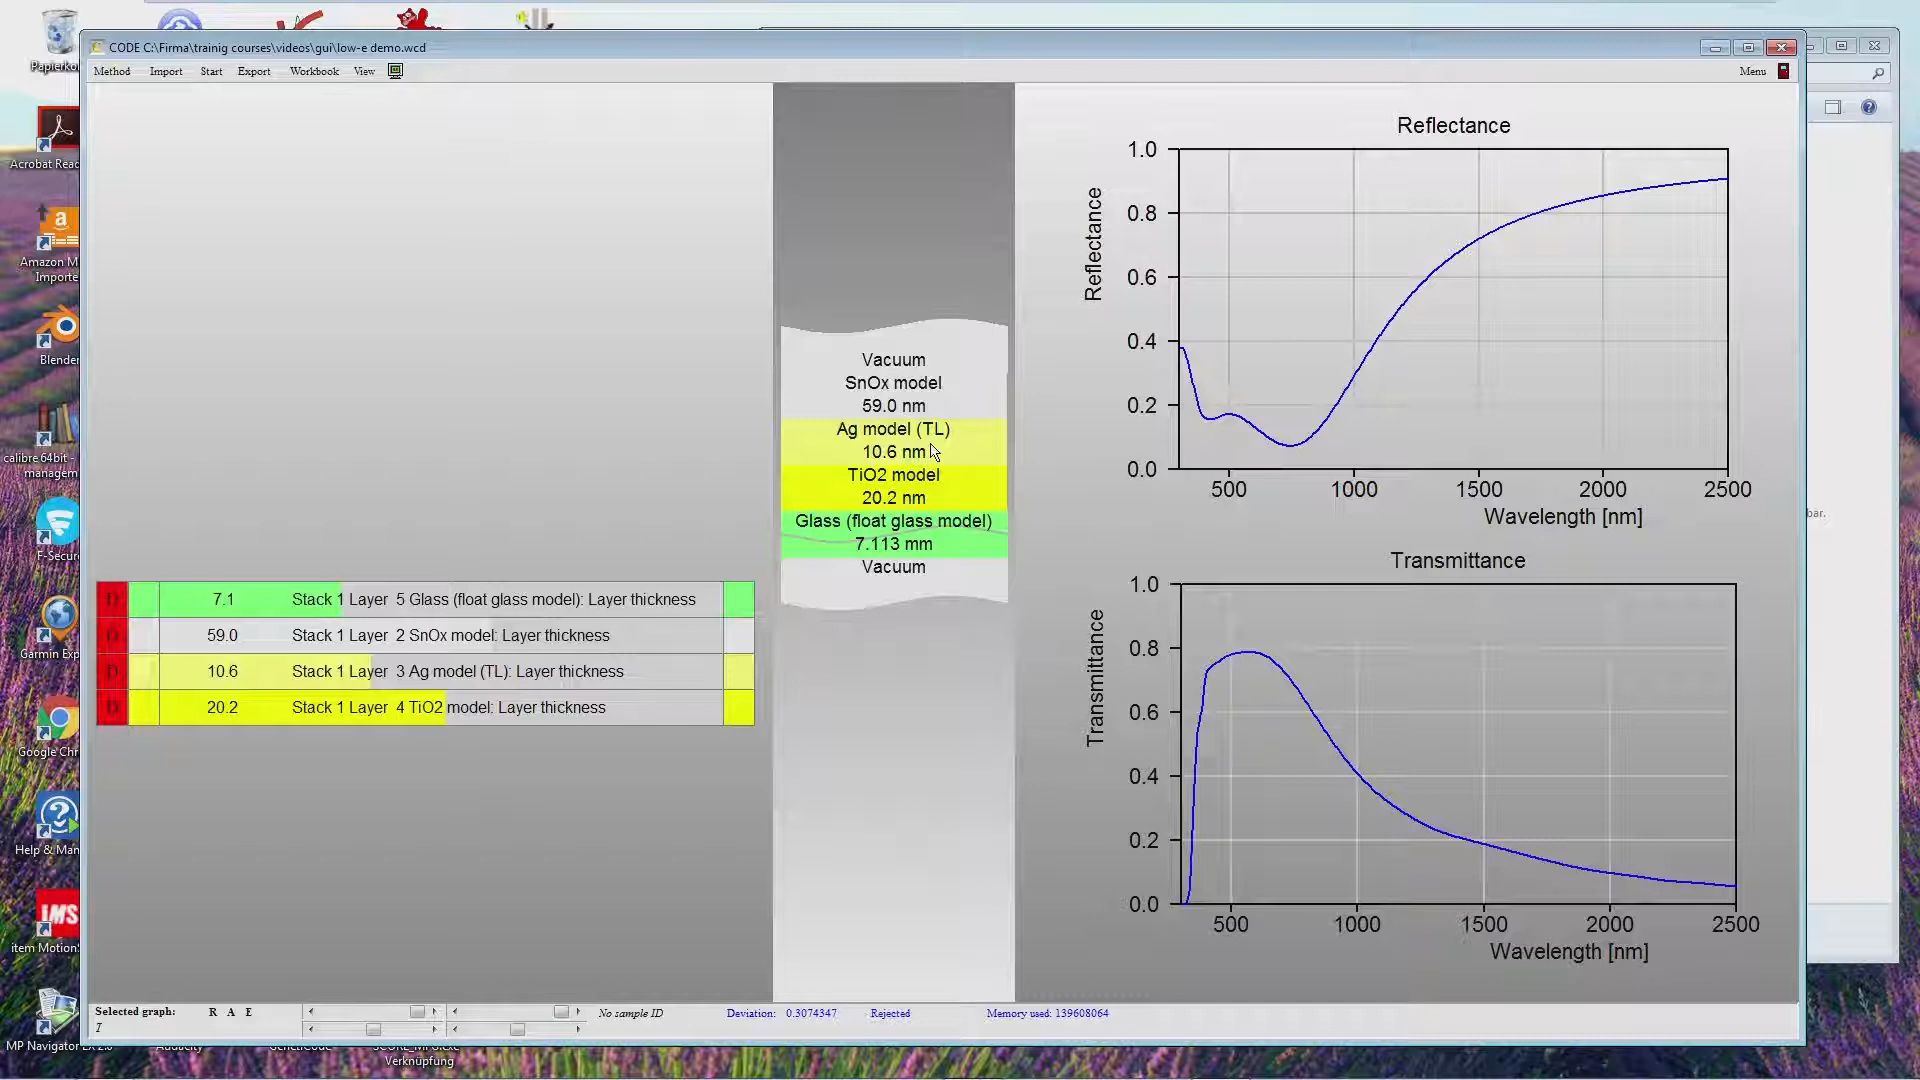 CODE C:\Firma\trainig courses\videos\gui\low-e demo.wcd
Method Import Start Export Workbook View
Menu
Acrobat Reac
Amazon M
Importe
Blender
calibre 64bit -
managem
F-Secure
Garmin Exp
Google Chr
Help & Man
item Motion
MP Navigator EX 2.0
Audacity
GeneticCode
Verknüpfung
Vacuum
SnOx model
59.0 nm
Ag model (TL)
10.6 nm
TiO2 model
20.2 nm
Glass (float glass model)
7.113 mm
Vacuum
D 7.1 Stack 1 Layer 5 Glass (float glass model): Layer thickness
D 59.0 Stack 1 Layer 2 SnOx model: Layer thickness
D 10.6 Stack 1 Layer 3 Ag model (TL): Layer thickness
D 20.2 Stack 1 Layer 4 TiO2 model: Layer thickness
Reflectance
Reflectance
1.0
0.8
0.6
0.4
0.2
0.0
500 1000 1500 2000 2500
Wavelength [nm]
Transmittance
Transmittance
1.0
0.8
0.6
0.4
0.2
0.0
500 1000 1500 2000 2500
Wavelength [nm]
bar.
Selected graph: R A E
T
No sample ID
Deviation: 0.3074347
Rejected
Memory used: 139608064